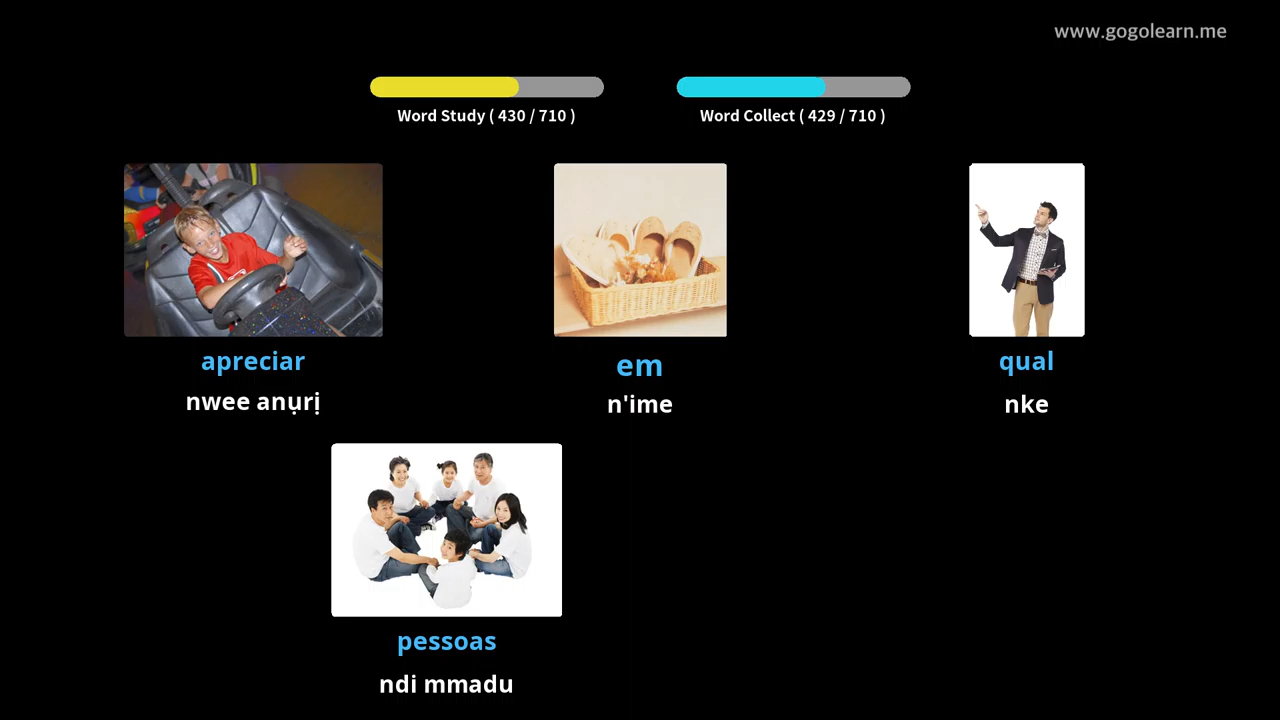 www.gogolearn.me
Word Study ( 430 / 710 )
Word Collect ( 429 / 710 )
apreciar
nwee anụrị
em
n'ime
qual
nke
pessoas
ndi mmadu